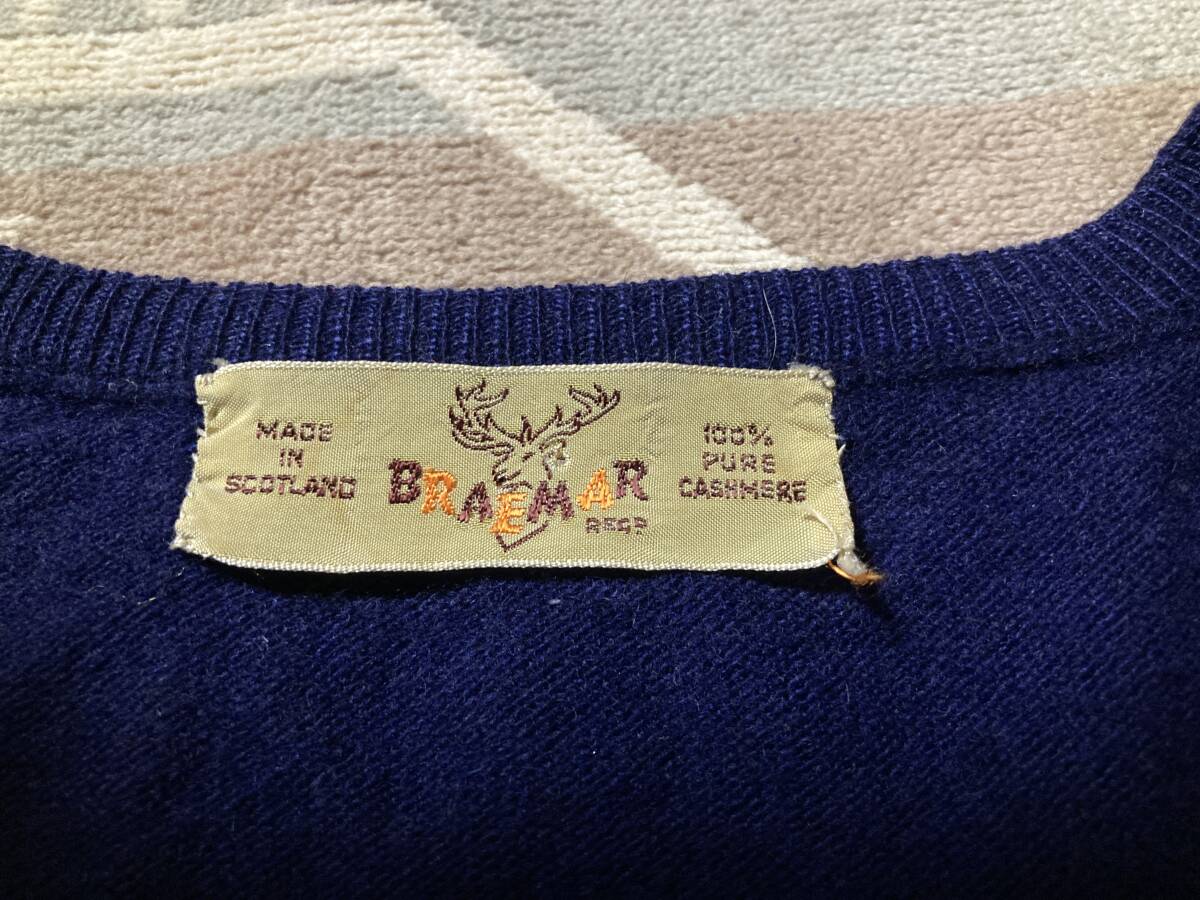 MADE
IN
SCOTLAND
BRAEMAR
REGD
100%
PURE
CASHMERE